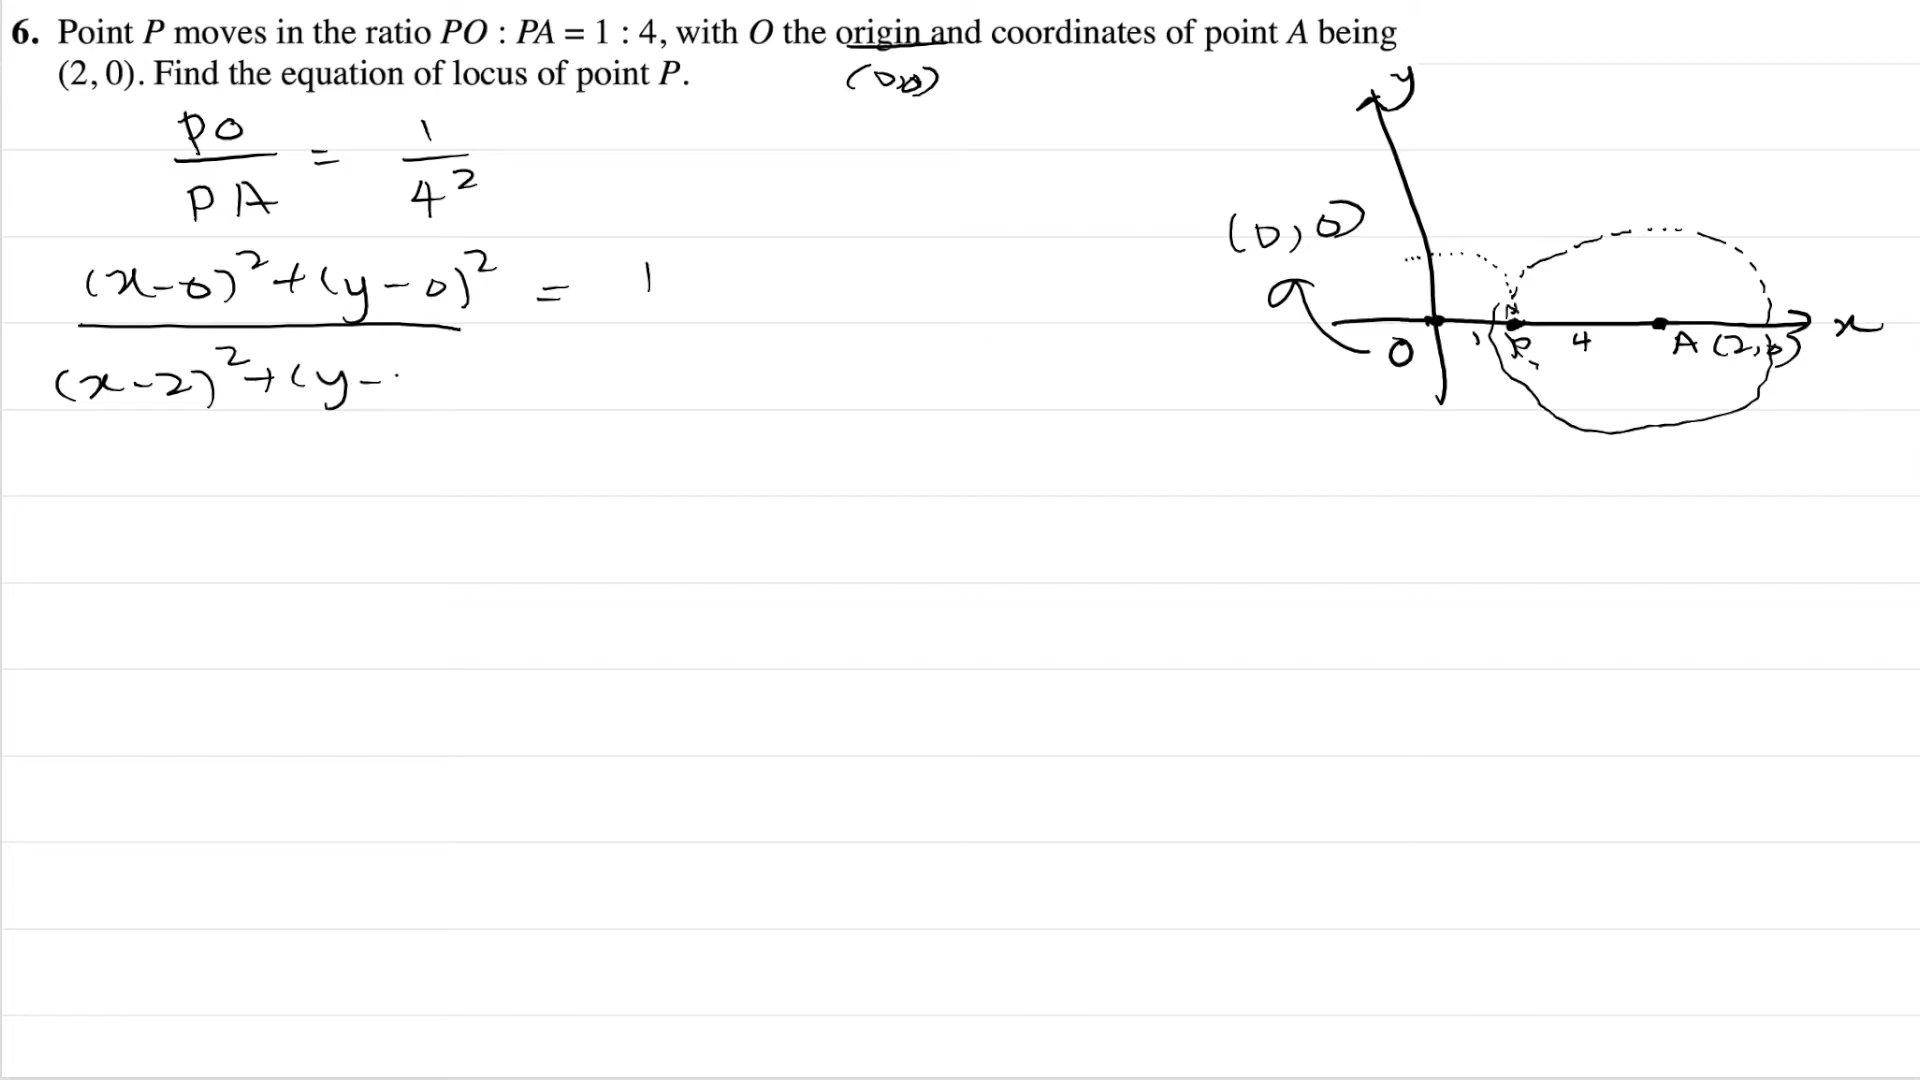 6. Point P moves in the ratio PO : PA = 1 : 4, with O the origin and coordinates of point A being
(2, 0). Find the equation of locus of point P.
(0,0)
y
PO
PA
=
1
4²
(x-0)²+(y-0)²
=
1
(x-2)²+(y-
(0,0)
O
1
P
4
A (2,0)
x